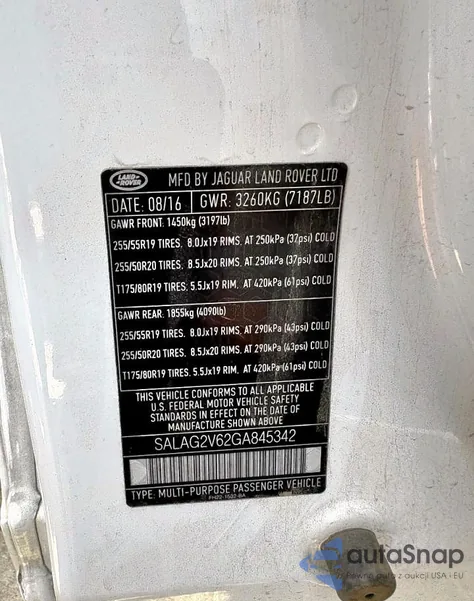 LAND ROVER
MFD BY JAGUAR LAND ROVER LTD
DATE: 08/16 GWR: 3260KG (7187LB)
GAWR FRONT: 1450kg (3197lb)
255/55R19 TIRES, 8.0Jx19 RIMS, AT 250kPa (37psi) COLD
255/50R20 TIRES, 8.5Jx20 RIMS, AT 250kPa (37psi) COLD
T175/80R19 TIRES, 5.5Jx19 RIM, AT 420kPa (61psi) COLD
GAWR REAR: 1855kg (4090lb)
255/55R19 TIRES, 8.0Jx19 RIMS, AT 290kPa (43psi) COLD
255/50R20 TIRES, 8.5Jx20 RIMS, AT 290kPa (43psi) COLD
T175/80R19 TIRES, 5.5Jx19 RIM, AT 420kPa (61psi) COLD
THIS VEHICLE CONFORMS TO ALL APPLICABLE
U.S. FEDERAL MOTOR VEHICLE SAFETY
STANDARDS IN EFFECT ON THE DATE OF
MANUFACTURE SHOWN ABOVE
SALAG2V62GA845342
TYPE: MULTI-PURPOSE PASSENGER VEHICLE
autoSnap
auta z aukcji USA i EU